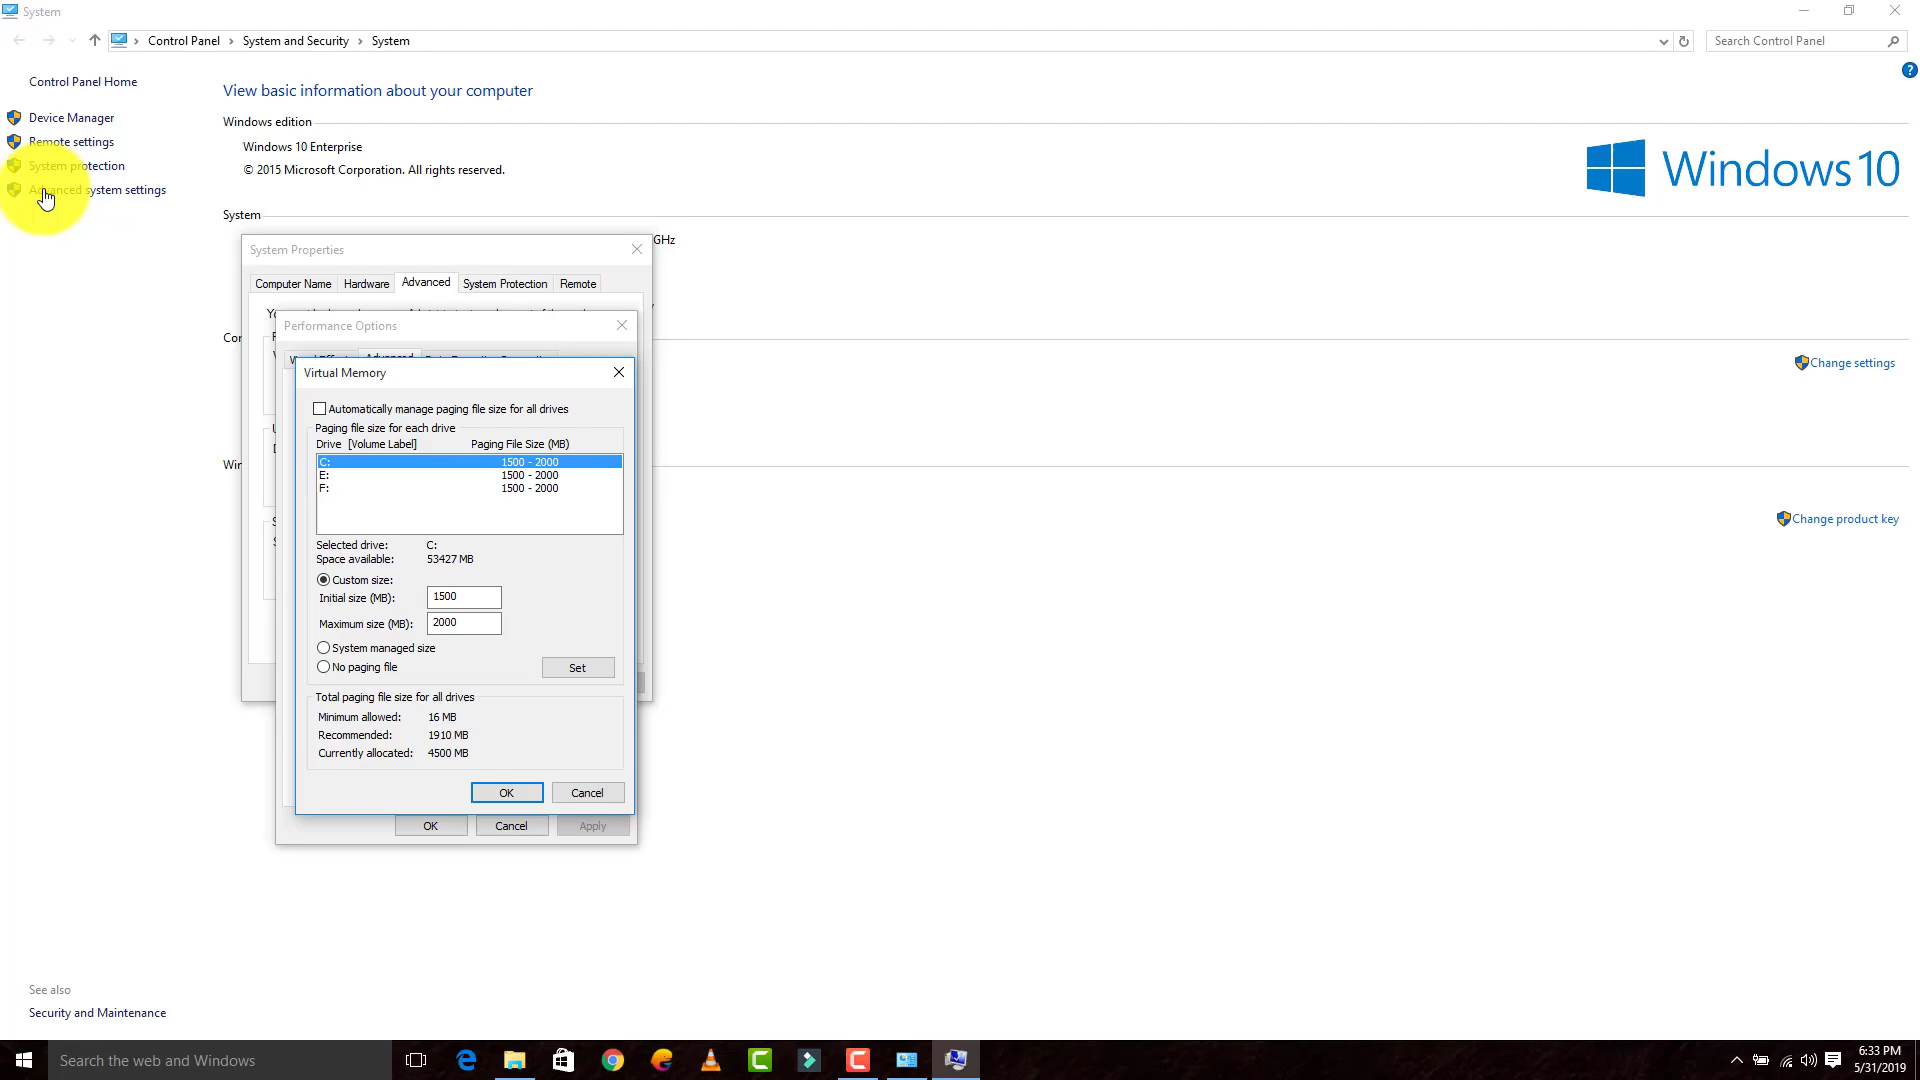 System
Control Panel > System and Security > System
Search Control Panel
Control Panel Home
Device Manager
Remote settings
System protection
Advanced system settings
View basic information about your computer
Windows edition
Windows 10 Enterprise
© 2015 Microsoft Corporation. All rights reserved.
Windows 10
System
GHz
System Properties
Computer Name
Hardware
Advanced
System Protection
Remote
Performance Options
Advanced
Change settings
Change product key
Virtual Memory
Automatically manage paging file size for all drives
Paging file size for each drive
Drive [Volume Label] Paging File Size (MB)
C: 1500 - 2000
E: 1500 - 2000
F: 1500 - 2000
Selected drive: C:
Space available: 53427 MB
Custom size:
Initial size (MB): 1500
Maximum size (MB): 2000
System managed size
No paging file
Set
Total paging file size for all drives
Minimum allowed: 16 MB
Recommended: 1910 MB
Currently allocated: 4500 MB
OK Cancel
OK Cancel Apply
See also
Security and Maintenance
Search the web and Windows
6:33 PM
5/31/2019